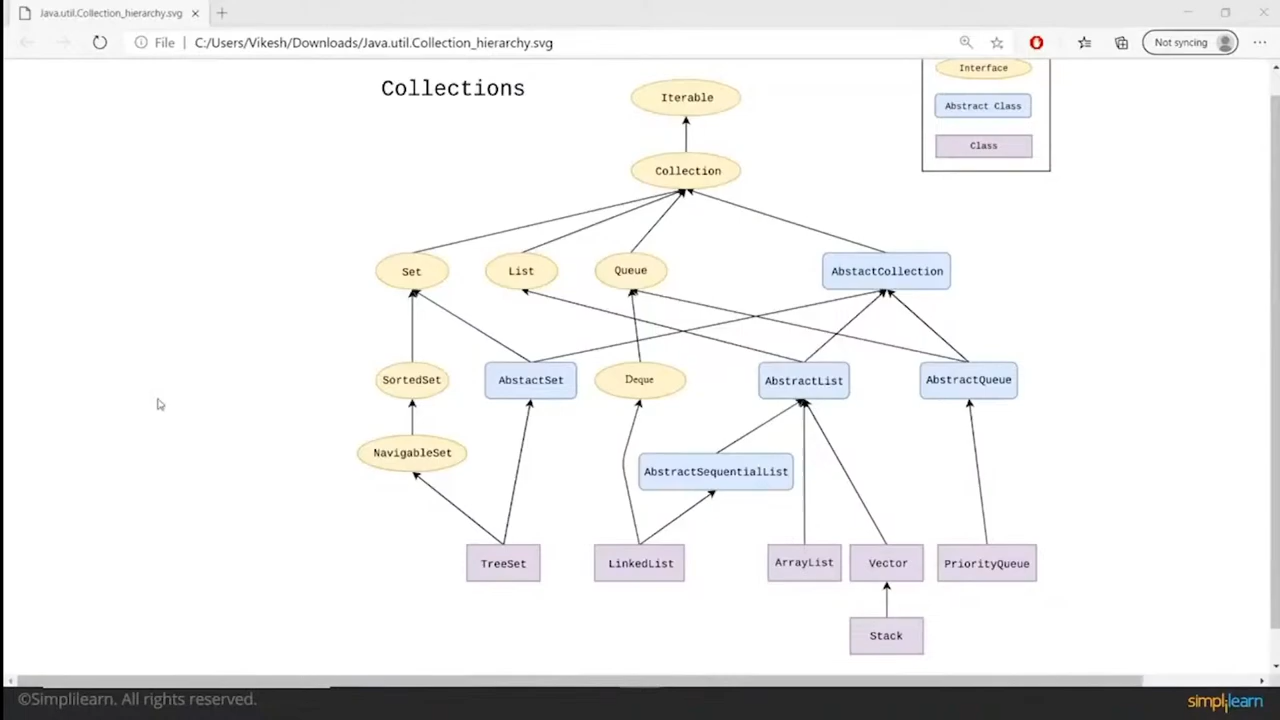 Java.util.Collection_hierarchy.svg
File
C:/Users/Vikesh/Downloads/Java.util.Collection_hierarchy.svg
Not syncing
Collections
Iterable
Interface
Abstract Class
Class
Collection
Set
List
Queue
AbstactCollection
SortedSet
AbstactSet
Deque
AbstractList
AbstractQueue
NavigableSet
AbstractSequentialList
TreeSet
LinkedList
ArrayList
Vector
PriorityQueue
Stack
©Simplilearn. All rights reserved.
simplilearn